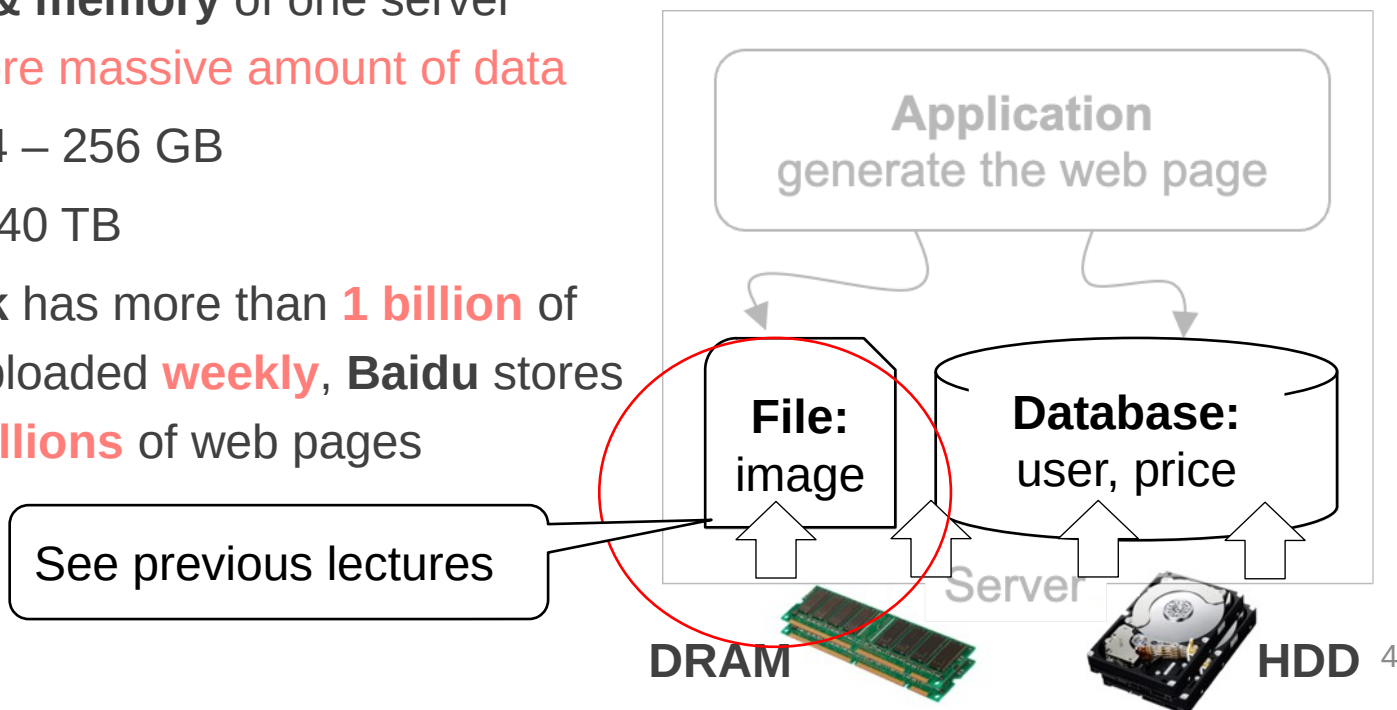 & memory of one server
re massive amount of data
4 – 256 GB
40 TB
k has more than 1 billion of
ploaded weekly, Baidu stores
illions of web pages
See previous lectures
Application
generate the web page
File:
image
Database:
user, price
Server
DRAM
HDD
4